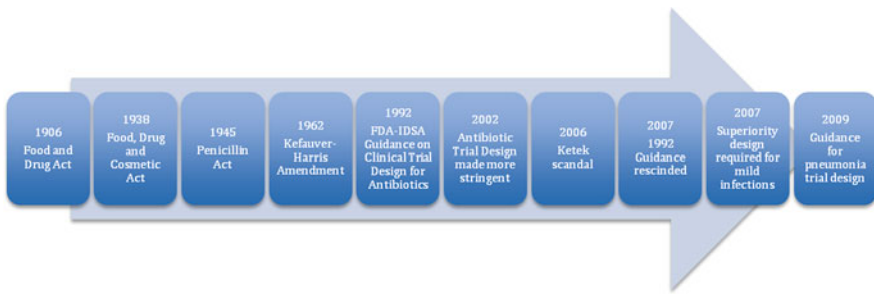 1906
Food and
Drug Act
1938
Food, Drug
and
Cosmetic
Act
1945
Penicillin
Act
1962
Kefauver-
Harris
Amendment
1992
FDA-IDSA
Guidance on
Clinical Trial
Design for
Antibiotics
2002
Antibiotic
Trial Design
made more
stringent
2006
Ketek
scandal
2007
1992
Guidance
rescinded
2007
Superiority
design
required for
mild
infections
2009
Guidance
for
pneumonia
trial design